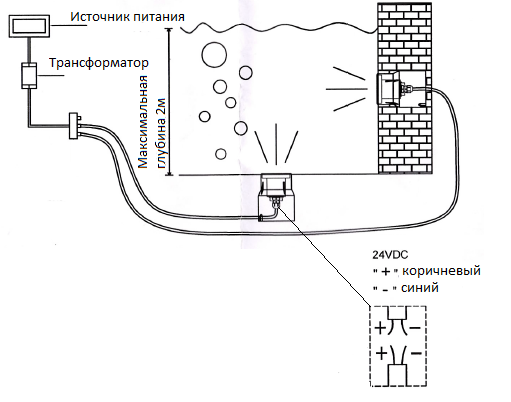 Источник питания
Трансформатор
Максимальная
глубина 2м
24VDC
"+" коричневый
"-" синий
+ -
+ -